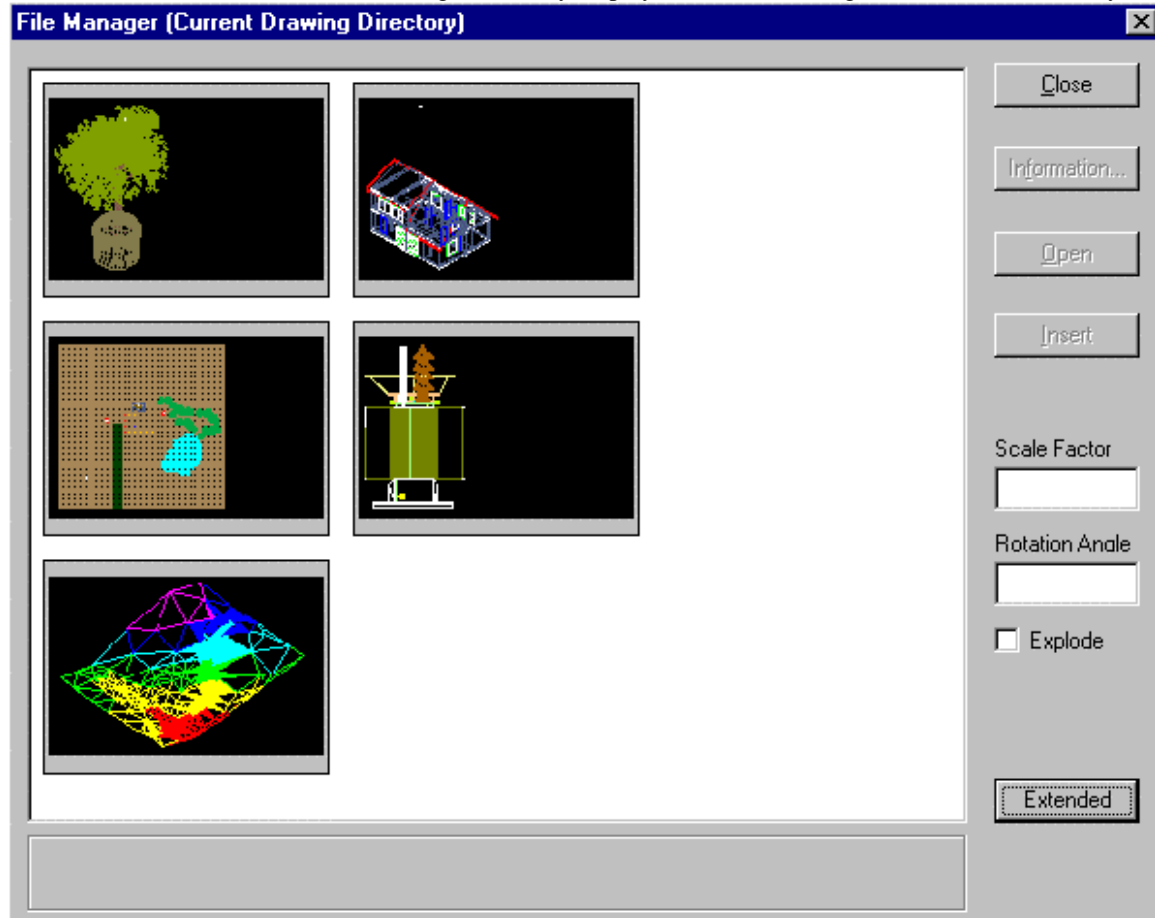 File Manager (Current Drawing Directory)
Close
Information...
Open
Insert
Scale Factor
Rotation Angle
Explode
Extended